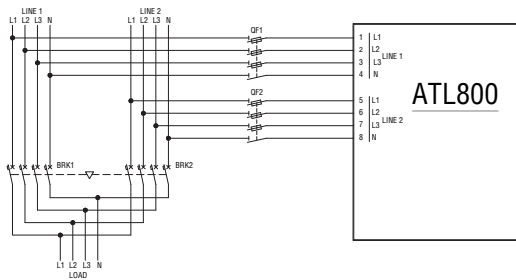 LINE 1 LINE 2
L1 L2 L3 N L1 L2 L3 N
QF1
1 L1
2 L2
3 L3 LINE 1
4 N
QF2
5 L1
6 L2
7 L3 LINE 2
8 N
ATL800
BRK1 BRK2
L1 L2 L3 N
LOAD